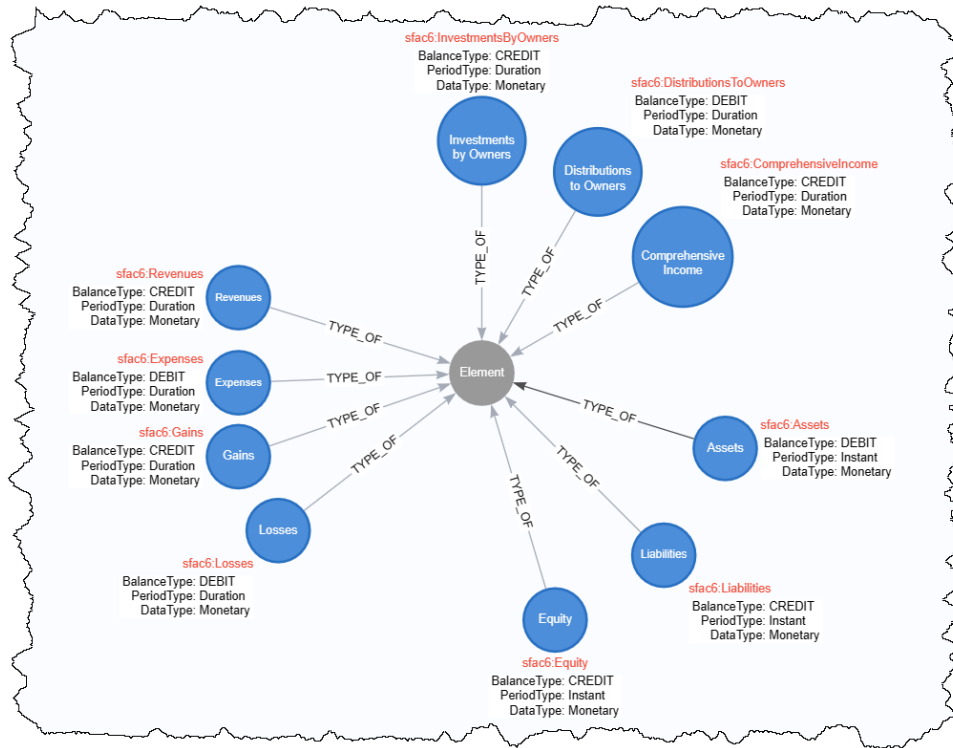 sfac6:InvestmentsByOwners
BalanceType: CREDIT
PeriodType: Duration
DataType: Monetary
Investments
by Owners
sfac6:DistributionsToOwners
BalanceType: DEBIT
PeriodType: Duration
DataType: Monetary
Distributions
to Owners
sfac6:ComprehensiveIncome
BalanceType: CREDIT
PeriodType: Duration
DataType: Monetary
Comprehensive
Income
TYPE_OF
TYPE_OF
TYPE_OF
sfac6:Revenues
BalanceType: CREDIT
PeriodType: Duration
DataType: Monetary
Revenues
TYPE_OF
sfac6:Expenses
BalanceType: DEBIT
PeriodType: Duration
DataType: Monetary
Expenses
TYPE_OF
Element
sfac6:Gains
BalanceType: CREDIT
PeriodType: Duration
DataType: Monetary
Gains
TYPE_OF
TYPE_OF
sfac6:Assets
BalanceType: DEBIT
PeriodType: Instant
DataType: Monetary
Assets
TYPE_OF
Losses
sfac6:Losses
BalanceType: DEBIT
PeriodType: Duration
DataType: Monetary
TYPE_OF
TYPE_OF
Liabilities
sfac6:Liabilities
BalanceType: CREDIT
PeriodType: Instant
DataType: Monetary
Equity
sfac6:Equity
BalanceType: CREDIT
PeriodType: Instant
DataType: Monetary